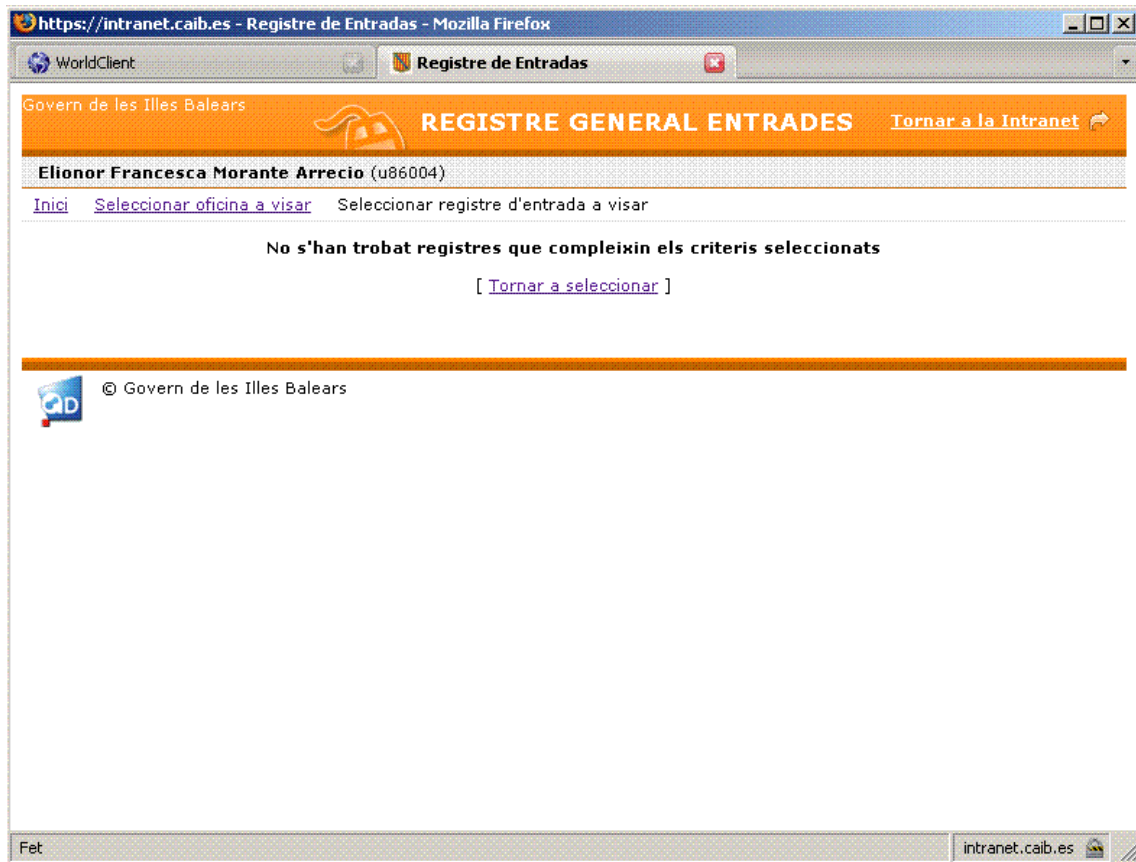 https://intranet.caib.es - Registre de Entradas - Mozilla Firefox
WorldClient Registre de Entradas
Govern de les Illes Balears
REGISTRE GENERAL ENTRADES Tornar a la Intranet
Elionor Francesca Morante Arrecio (u86004)
Inici Seleccionar oficina a visar Seleccionar registre d'entrada a visar
No s'han trobat registres que compleixin els criteris seleccionats
[ Tornar a seleccionar ]
© Govern de les Illes Balears
Fet intranet.caib.es